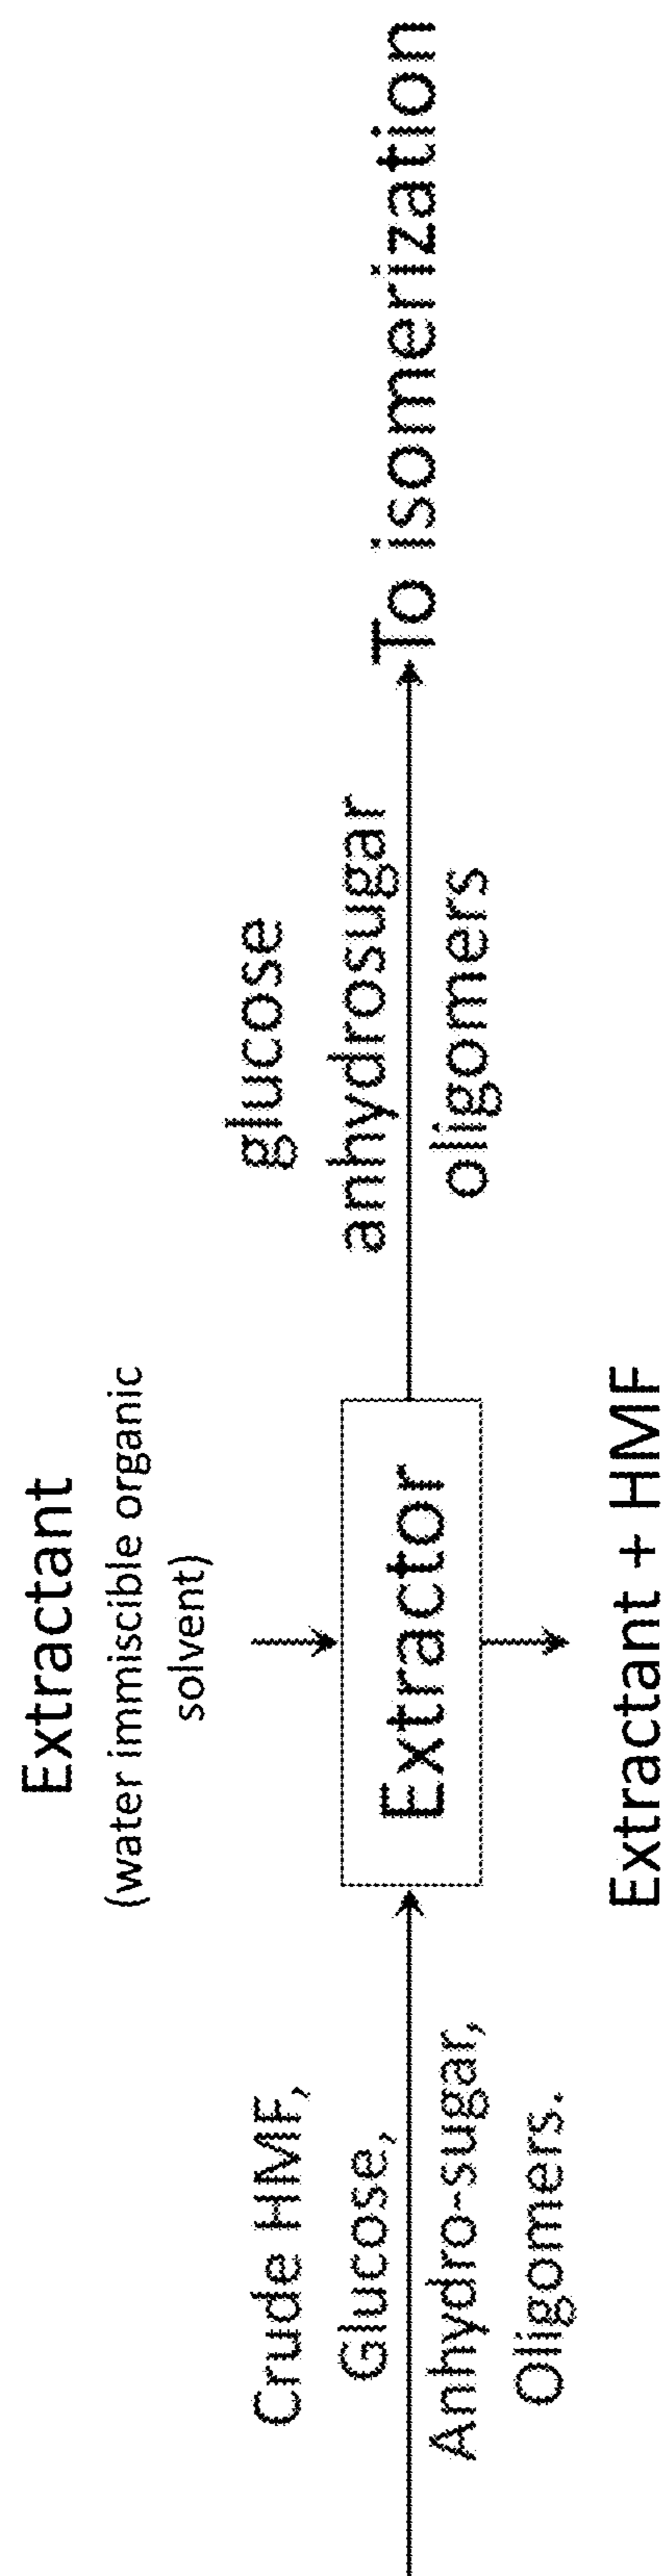 Extractant
(water immiscible organic
solvent)
Crude HMF,
Glucose,
Anhydro-sugar,
Oligomers.
Extractor
glucose
anhydrosugar
oligomers
To isomerization
Extractant + HMF